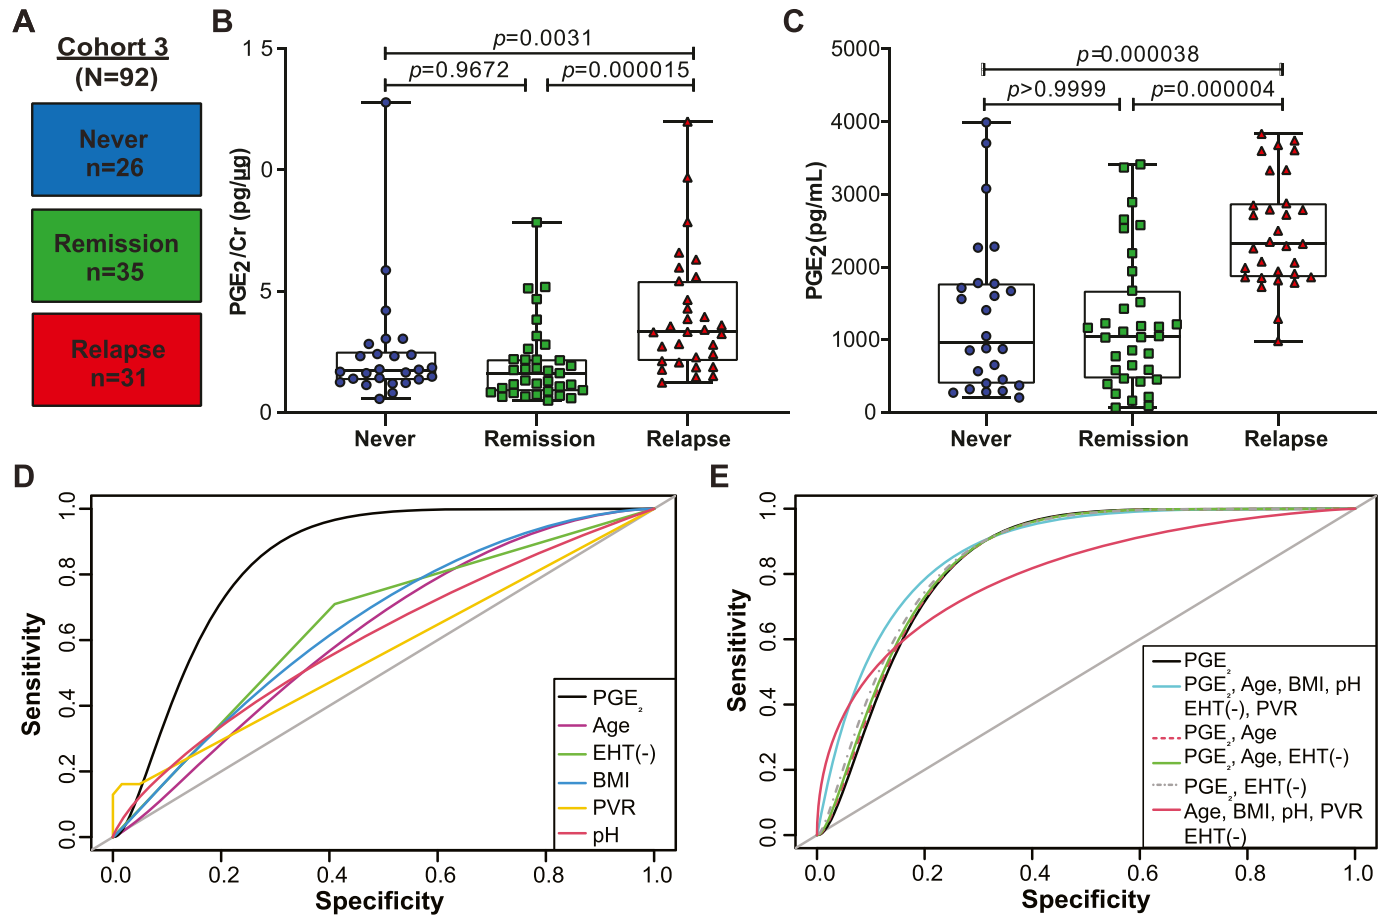 A
Cohort 3
(N=92)
Never
n=26
Remission
n=35
Relapse
n=31
B
PGE2/Cr (pg/µg)
1 5
0
5
0
p=0.0031
p=0.9672
p=0.000015
Never
Remission
Relapse
C
PGE2(pg/mL)
5000
4000
3000
2000
1000
0
p=0.000038
p>0.9999
p=0.000004
Never
Remission
Relapse
D
Sensitivity
1.0
0.8
0.6
0.4
0.2
0.0
PGE2
Age
EHT(-)
BMI
PVR
pH
0.0 0.2 0.4 0.6 0.8 1.0
Specificity
E
Sensitivity
1.0
0.8
0.6
0.4
0.2
0.0
PGE2
PGE2, Age, BMI, pH
EHT(-), PVR
PGE2, Age
PGE2, Age, EHT(-)
PGE2, EHT(-)
Age, BMI, pH, PVR
EHT(-)
0.0 0.2 0.4 0.6 0.8 1.0
Specificity